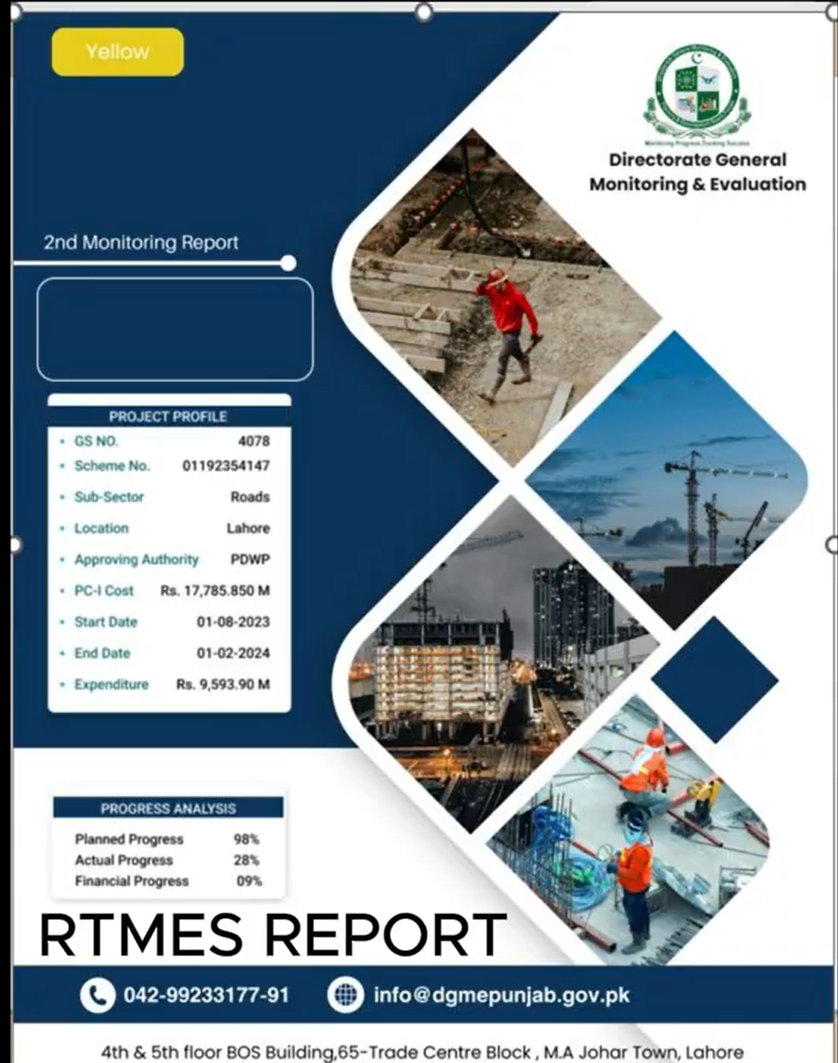 Yellow
Monitoring Progress, Tracking Success
Directorate General
Monitoring & Evaluation
2nd Monitoring Report
PROJECT PROFILE
GS NO. 4078
Scheme No. 01192354147
Sub-Sector Roads
Location Lahore
Approving Authority PDWP
PC-I Cost Rs. 17,785.850 M
Start Date 01-08-2023
End Date 01-02-2024
Expenditure Rs. 9,593.90 M
PROGRESS ANALYSIS
Planned Progress 98%
Actual Progress 28%
Financial Progress 09%
RTMES REPORT
042-99233177-91 info@dgmepunjab.gov.pk
4th & 5th floor BOS Building,65-Trade Centre Block , M.A Johar Town, Lahore